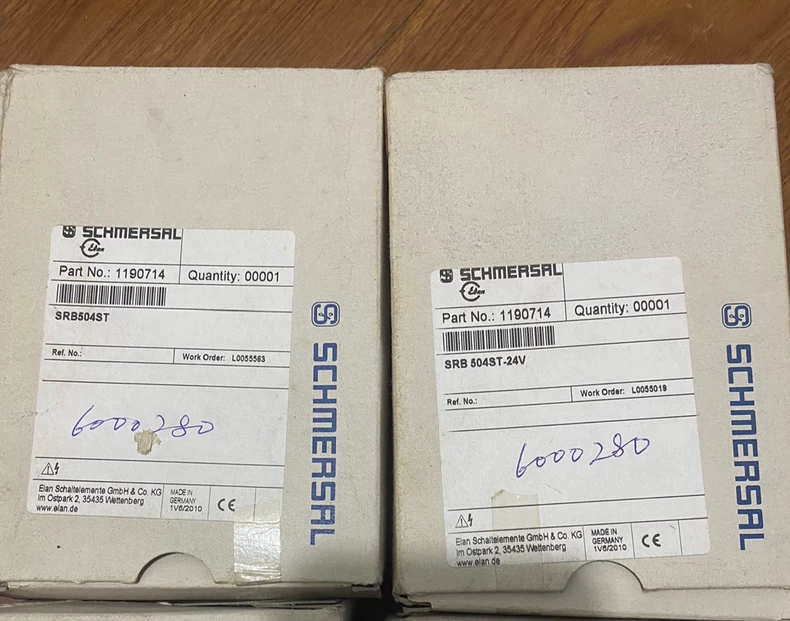 SCHMERSAL
Elan
Part No.: 1190714
Quantity: 00001
SRB504ST
Ref. No.:
Work Order: L0055563
6000280
Elan Schaltelemente GmbH & Co. KG
Im Ostpark 2, 35435 Wettenberg
www.elan.de
MADE IN
GERMANY
1V6/2010
CE
SCHMERSAL
SCHMERSAL
Elan
Part No.: 1190714
Quantity: 00001
SRB 504ST-24V
Ref. No.:
Work Order: L0055019
6000280
Elan Schaltelemente GmbH & Co. KG
Im Ostpark 2, 35435 Wettenberg
www.elan.de
MADE IN
GERMANY
1V6/2010
CE
SCHMERSAL